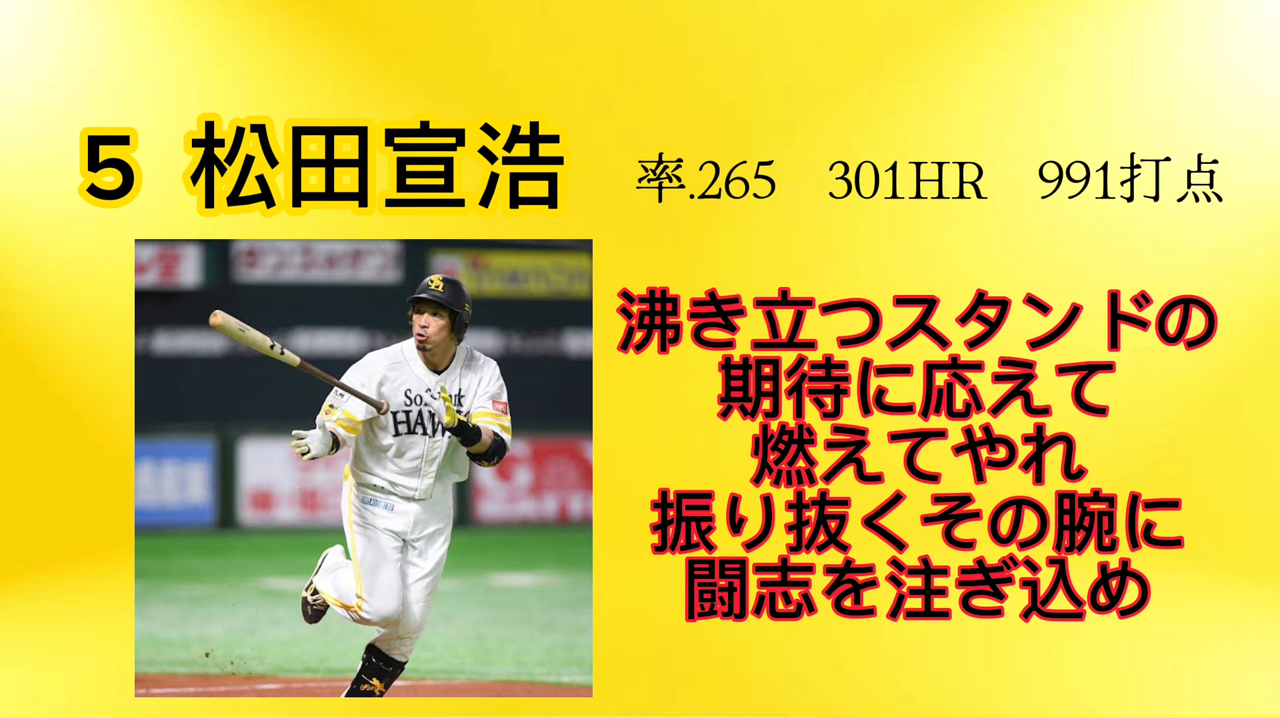 5 松田宣浩 率.265 301HR 991打点
沸き立つスタンドの
期待に応えて
燃えてやれ
振り抜くその腕に
闘志を注ぎ込め
SoftBank
HAWKS